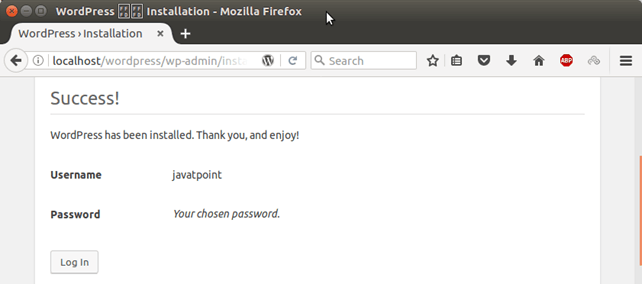 WordPress › Installation - Mozilla Firefox
WordPress › Installation
localhost/wordpress/wp-admin/insta
Search
ABP
Success!
WordPress has been installed. Thank you, and enjoy!
Username javatpoint
Password Your chosen password.
Log In